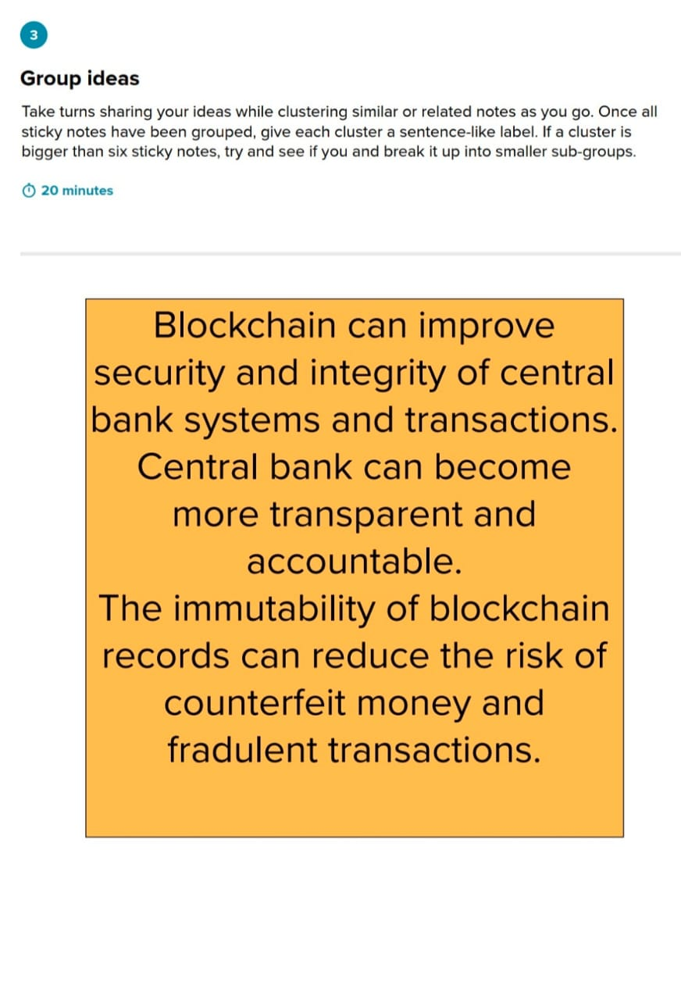 3
Group ideas
Take turns sharing your ideas while clustering similar or related notes as you go. Once all
sticky notes have been grouped, give each cluster a sentence-like label. If a cluster is
bigger than six sticky notes, try and see if you and break it up into smaller sub-groups.
20 minutes
Blockchain can improve
security and integrity of central
bank systems and transactions.
Central bank can become
more transparent and
accountable.
The immutability of blockchain
records can reduce the risk of
counterfeit money and
fradulent transactions.